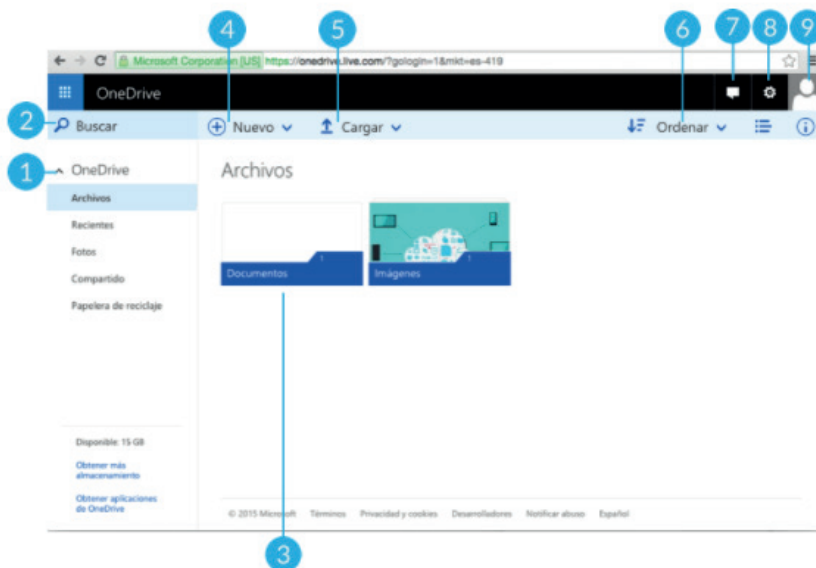 4 5 6 7 8 9
Microsoft Corporation [US] https://onedrive.live.com/?gologin=1&mkt=es-419
OneDrive
2 Buscar Nuevo Cargar Ordenar
1 OneDrive Archivos
Archivos
Recientes
Fotos
Compartido
Papelera de reciclaje
1 1
Documentos Imágenes
Disponible: 15 GB
Obtener más
almacenamiento
Obtener aplicaciones
de OneDrive
© 2015 Microsoft Términos Privacidad y cookies Desarrolladores Notificar abuso Español
3